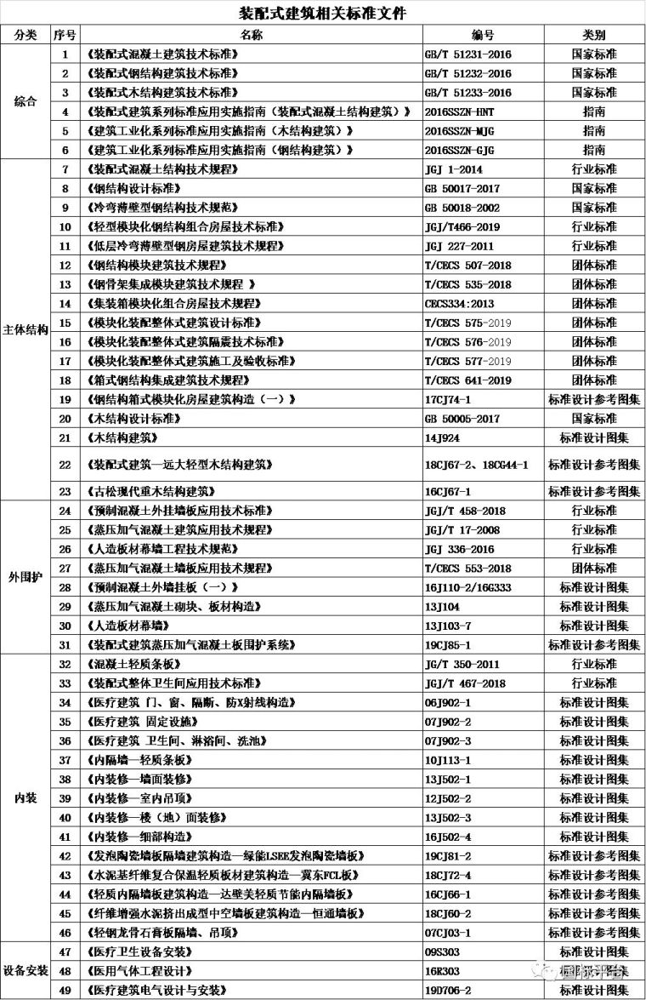 装配式建筑相关标准文件
分类 序号 名称 编号 类别
综合
1 《装配式混凝土建筑技术标准》 GB/T 51231-2016 国家标准
2 《装配式钢结构建筑技术标准》 GB/T 51232-2016 国家标准
3 《装配式木结构建筑技术标准》 GB/T 51233-2016 国家标准
4 《装配式建筑系列标准应用实施指南（装配式混凝土结构建筑）》 2016SSZN-HNT 指南
5 《建筑工业化系列标准应用实施指南（木结构建筑）》 2016SSZN-MJG 指南
6 《建筑工业化系列标准应用实施指南（钢结构建筑）》 2016SSZN-GJG 指南
主体结构
7 《装配式混凝土结构技术规程》 JGJ 1-2014 行业标准
8 《钢结构设计标准》 GB 50017-2017 国家标准
9 《冷弯薄壁型钢结构技术规范》 GB 50018-2002 国家标准
10 《轻型模块化钢结构组合房屋技术标准》 JGJ/T466-2019 行业标准
11 《低层冷弯薄壁型钢房屋建筑技术规程》 JGJ 227-2011 行业标准
12 《钢结构模块建筑技术规程》 T/CECS 507-2018 团体标准
13 《钢骨架集成模块建筑技术规程 》 T/CECS 535-2018 团体标准
14 《集装箱模块化组合房屋技术规程》 CECS334:2013 团体标准
15 《模块化装配整体式建筑设计标准》 T/CECS 575-2019 团体标准
16 《模块化装配整体式建筑隔震技术标准》 T/CECS 576-2019 团体标准
17 《模块化装配整体式建筑施工及验收标准》 T/CECS 577-2019 团体标准
18 《箱式钢结构集成建筑技术规程》 T/CECS 641-2019 团体标准
19 《钢结构箱式模块化房屋建筑构造（一）》 17CJ74-1 标准设计参考图集
20 《木结构设计标准》 GB 50005-2017 国家标准
21 《木结构建筑》 14J924 标准设计图集
22 《装配式建筑—远大轻型木结构建筑》 18CJ67-2、18CG44-1 标准设计参考图集
23 《古松现代重木结构建筑》 16CJ67-1 标准设计参考图集
外围护
24 《预制混凝土外挂墙板应用技术标准》 JGJ/T 458-2018 行业标准
25 《蒸压加气混凝土建筑应用技术规程》 JGJ/T 17-2008 行业标准
26 《人造板材幕墙工程技术规范》 JGJ 336-2016 行业标准
27 《蒸压加气混凝土墙板应用技术规程》 T/CECS 553-2018 团体标准
28 《预制混凝土外墙挂板（一）》 16J110-2/16G333 标准设计图集
29 《蒸压加气混凝土砌块、板材构造》 13J104 标准设计图集
30 《人造板材幕墙》 13J103-7 标准设计图集
31 《装配式建筑蒸压加气混凝土板围护系统》 19CJ85-1 标准设计参考图集
内装
32 《混凝土轻质条板》 JG/T 350-2011 行业标准
33 《装配式整体卫生间应用技术标准》 JGJ/T 467-2018 行业标准
34 《医疗建筑 门、窗、隔断、防X射线构造》 06J902-1 标准设计图集
35 《医疗建筑 固定设施》 07J902-2 标准设计图集
36 《医疗建筑 卫生间、淋浴间、洗池》 07J902-3 标准设计图集
37 《内隔墙—轻质条板》 10J113-1 标准设计图集
38 《内装修—墙面装修》 13J502-1 标准设计图集
39 《内装修—室内吊顶》 12J502-2 标准设计图集
40 《内装修—楼（地）面装修》 13J502-3 标准设计图集
41 《内装修—细部构造》 16J502-4 标准设计图集
42 《发泡陶瓷墙板隔墙建筑构造—绿能LSEE发泡陶瓷墙板》 19CJ81-2 标准设计参考图集
43 《水泥基纤维复合保温轻质板材建筑构造—冀东FCL板》 18CJ72-4 标准设计参考图集
44 《轻质内隔墙板建筑构造—达壁美轻质节能内隔墙板》 16CJ66-1 标准设计参考图集
45 《纤维增强水泥挤出成型中空墙板建筑构造—恒通墙板》 18CJ60-2 标准设计参考图集
46 《轻钢龙骨石膏板隔墙、吊顶》 07CJ03-1 标准设计参考图集
设备安装
47 《医疗卫生设备安装》 09S303 标准设计图集
48 《医用气体工程设计》 16R303 标准设计图集
49 《医疗建筑电气设计与安装》 19D706-2 标准设计图集
国标平台